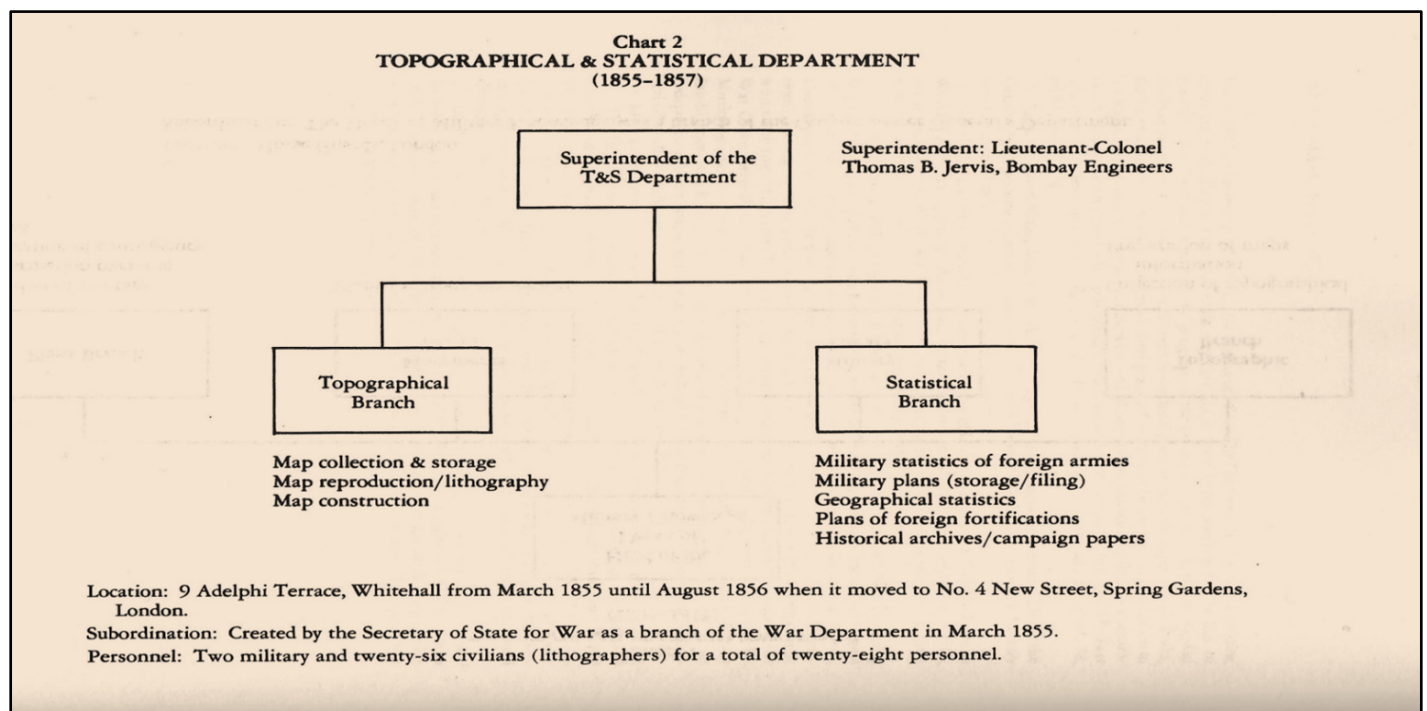 Chart 2
TOPOGRAPHICAL & STATISTICAL DEPARTMENT
(1855–1857)
Superintendent of the
T&S Department
Superintendent: Lieutenant-Colonel
Thomas B. Jervis, Bombay Engineers
Topographical
Branch
Map collection & storage
Map reproduction/lithography
Map construction
Statistical
Branch
Military statistics of foreign armies
Military plans (storage/filing)
Geographical statistics
Plans of foreign fortifications
Historical archives/campaign papers
Location: 9 Adelphi Terrace, Whitehall from March 1855 until August 1856 when it moved to No. 4 New Street, Spring Gardens,
London.
Subordination: Created by the Secretary of State for War as a branch of the War Department in March 1855.
Personnel: Two military and twenty-six civilians (lithographers) for a total of twenty-eight personnel.